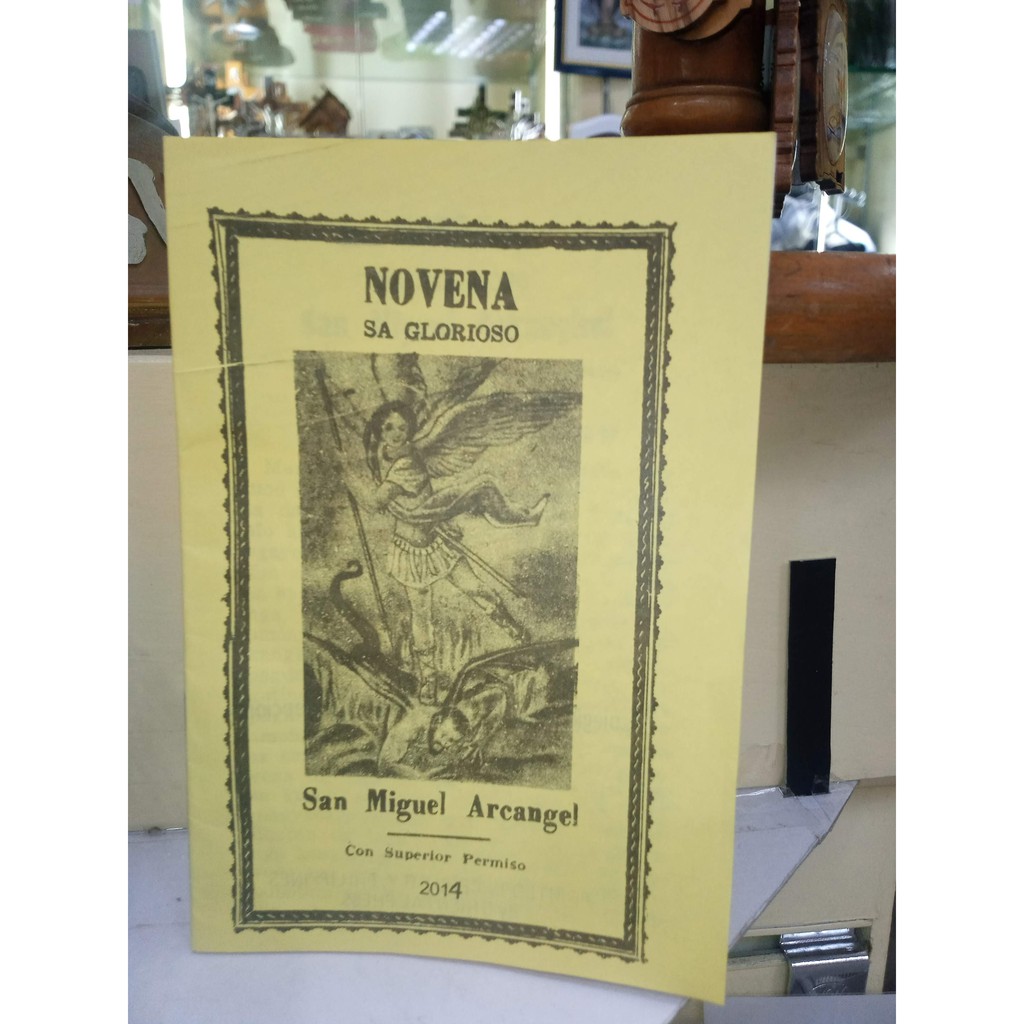 NOVENA
SA GLORIOSO
San Miguel Arcangel
Con Superior Permiso
2014